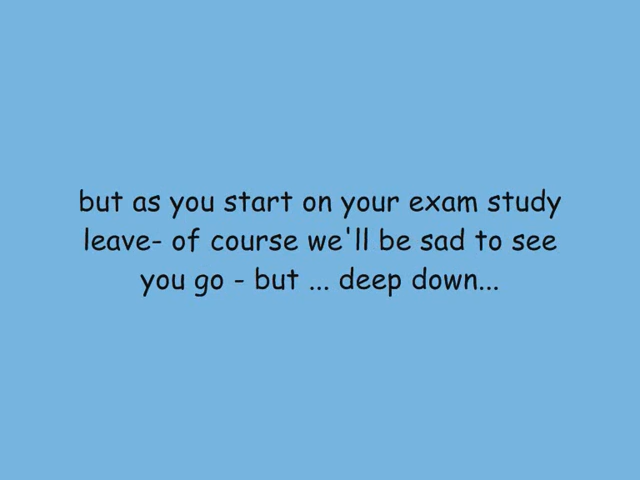 but as you start on your exam study
leave- of course we'll be sad to see
you go - but ... deep down...